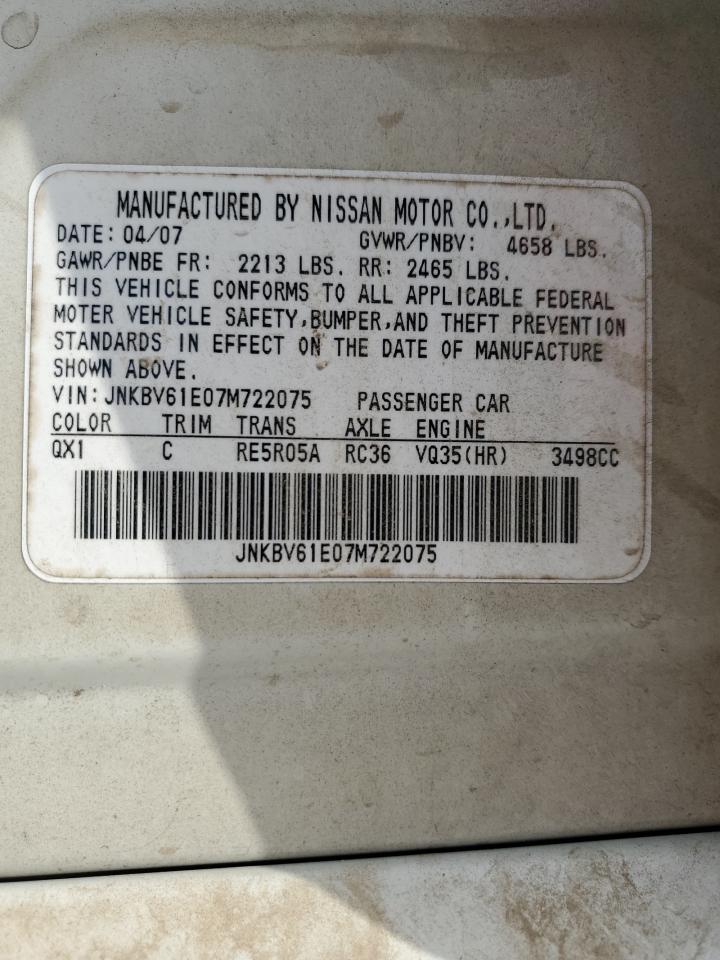 MANUFACTURED BY NISSAN MOTOR CO.,LTD.
DATE: 04/07 GVWR/PNBV: 4658 LBS.
GAWR/PNBE FR: 2213 LBS. RR: 2465 LBS.
THIS VEHICLE CONFORMS TO ALL APPLICABLE FEDERAL
MOTER VEHICLE SAFETY,BUMPER,AND THEFT PREVENTION
STANDARDS IN EFFECT ON THE DATE OF MANUFACTURE
SHOWN ABOVE.
VIN: JNKBV61E07M722075 PASSENGER CAR
COLOR TRIM TRANS AXLE ENGINE
QX1 C RE5R05A RC36 VQ35(HR) 3498CC
JNKBV61E07M722075